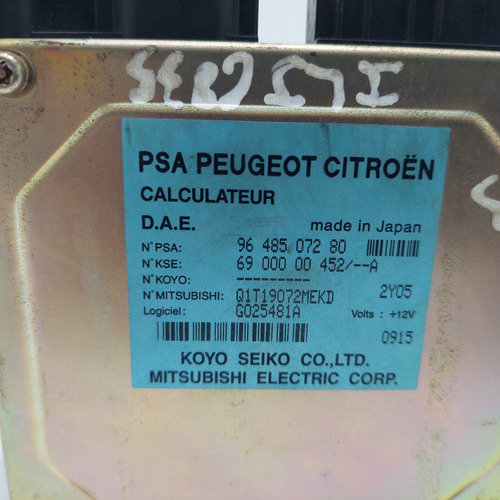 PSA PEUGEOT CITROËN
CALCULATEUR
D.A.E. made in Japan
N°PSA: 96 485 072 80
N°KSE: 69 000 00 452/--A
N°KOYO: ----------
N°MITSUBISHI: Q1T19072MEKD 2Y05
Logiciel: G025481A Volts : +12V
0915
KOYO SEIKO CO.,LTD.
MITSUBISHI ELECTRIC CORP.